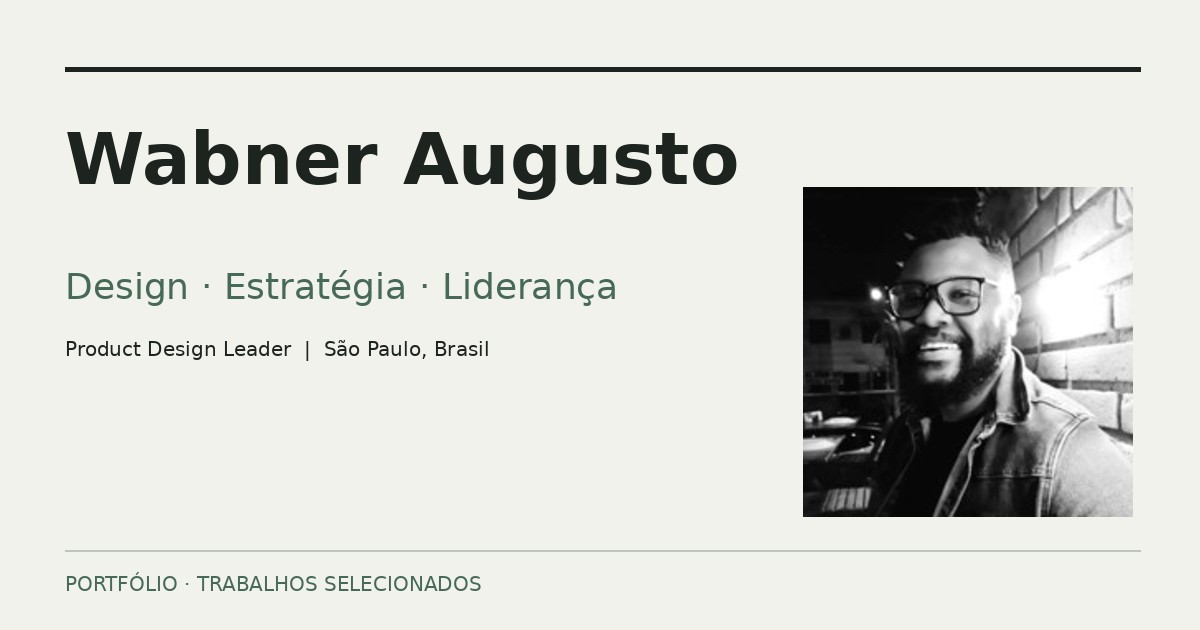 Wabner Augusto
Design · Estratégia · Liderança
Product Design Leader | São Paulo, Brasil
PORTFÓLIO · TRABALHOS SELECIONADOS